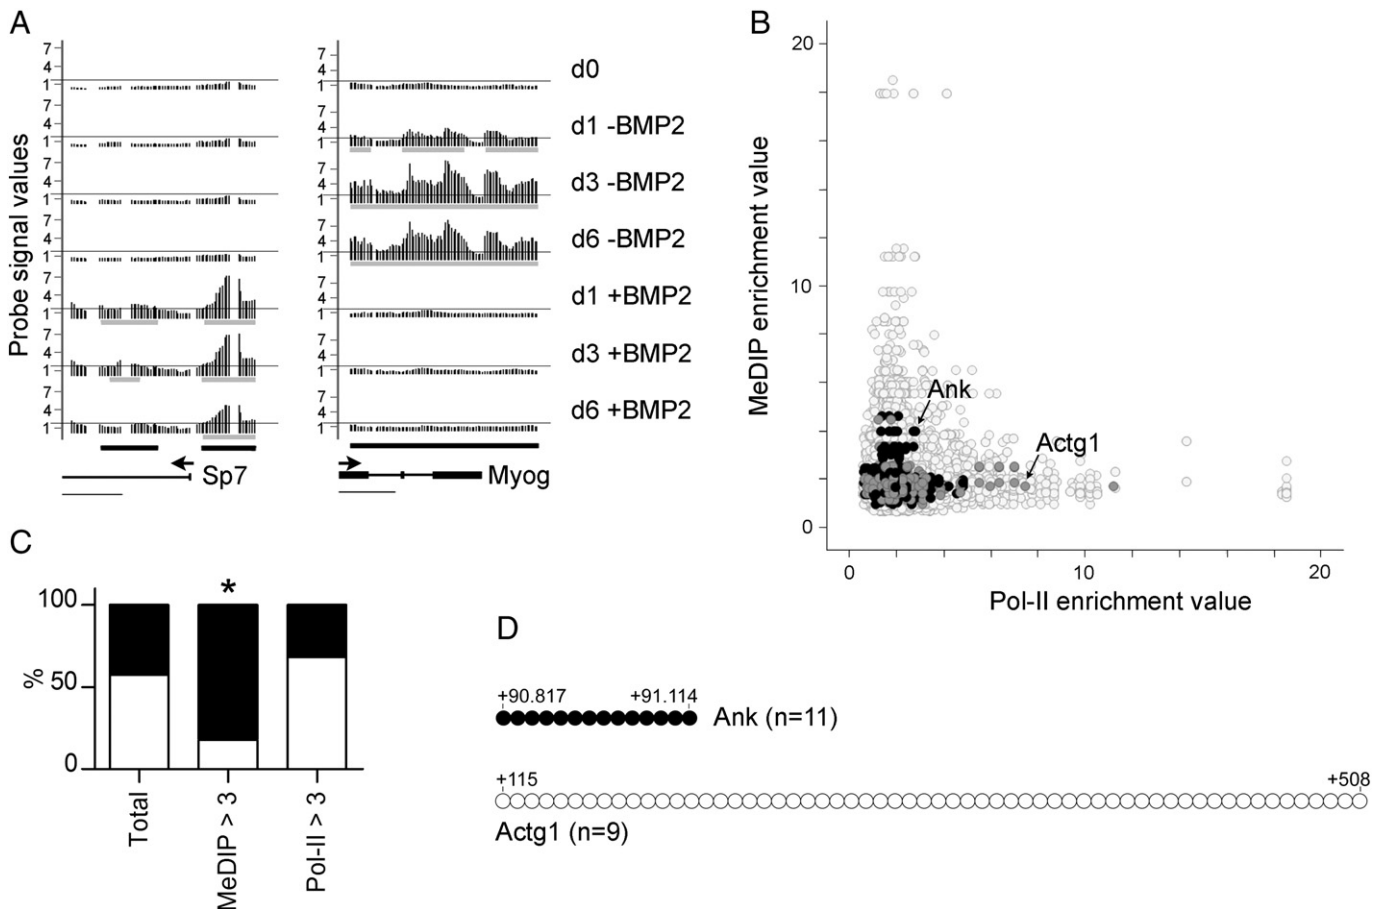 A
Probe signal values
7
4
1
7
4
1
7
4
1
7
4
1
7
4
1
7
4
1
7
4
1
Sp7
7
4
1
7
4
1
7
4
1
7
4
1
7
4
1
7
4
1
7
4
1
Myog
d0
d1 -BMP2
d3 -BMP2
d6 -BMP2
d1 +BMP2
d3 +BMP2
d6 +BMP2
B
MeDIP enrichment value
20
10
0
Ank
Actg1
0 10 20
Pol-II enrichment value
C
%
100
50
0
*
Total
MeDIP > 3
Pol-II > 3
D
+90.817 +91.114
Ank (n=11)
+115 +508
Actg1 (n=9)